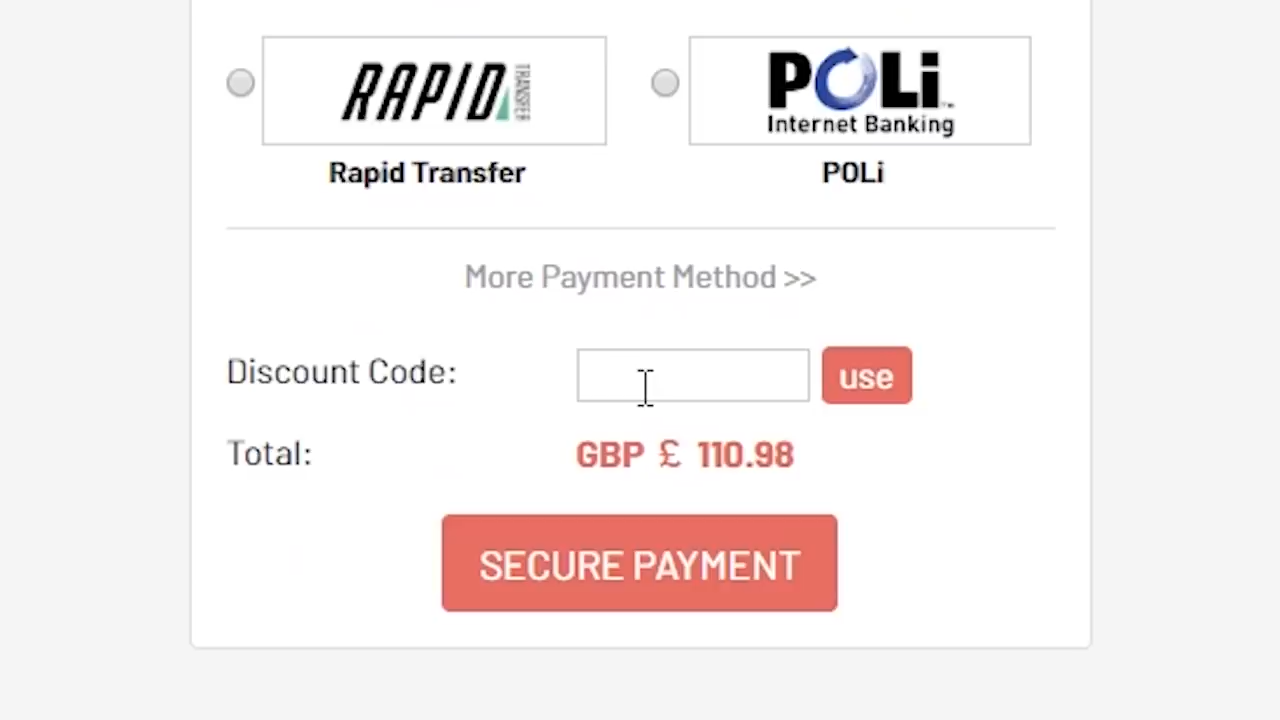 RAPID TRANSFER
POLi™
Internet Banking
Rapid Transfer
POLi
More Payment Method >>
Discount Code:
use
Total:
GBP £ 110.98
SECURE PAYMENT